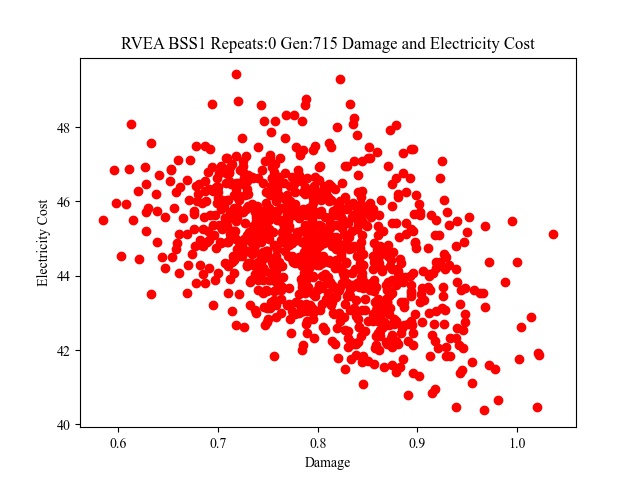 RVEA BSS1 Repeats:0 Gen:715 Damage and Electricity Cost
48
46
44
42
40
Electricity Cost
0.6 0.7 0.8 0.9 1.0
Damage